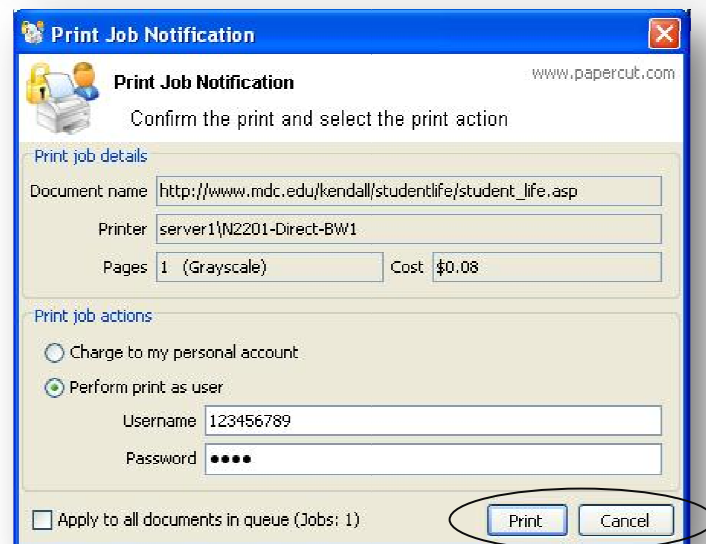 Print Job Notification
www.papercut.com
Print Job Notification
Confirm the print and select the print action
Print job details
Document name http://www.mdc.edu/kendall/studentlife/student_life.asp
Printer server1\N2201-Direct-BW1
Pages 1 (Grayscale) Cost $0.08
Print job actions
Charge to my personal account
Perform print as user
Username 123456789
Password ●●●●
Apply to all documents in queue (Jobs: 1) Print Cancel